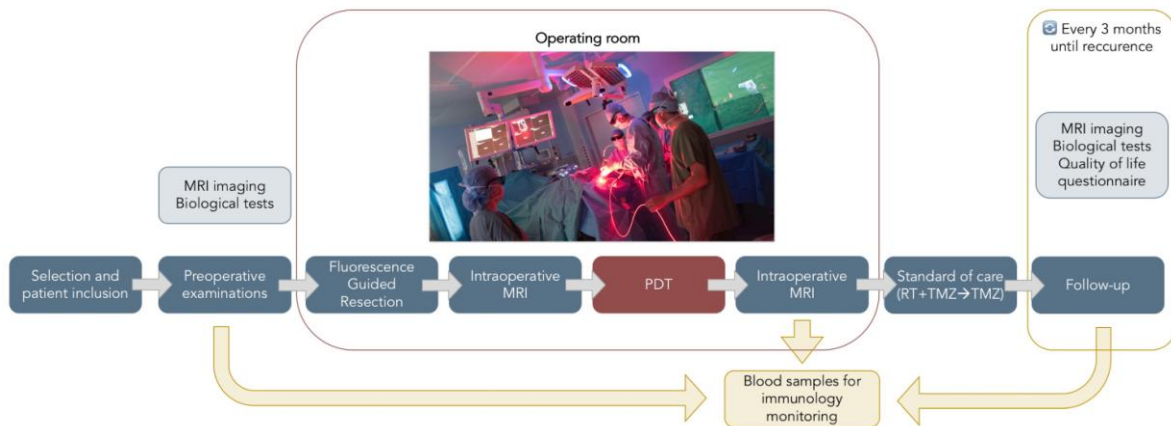 Operating room
Every 3 months
until reccurence
MRI imaging
Biological tests
MRI imaging
Biological tests
Quality of life
questionnaire
Selection and
patient inclusion
Preoperative
examinations
Fluorescence
Guided
Resection
Intraoperative
MRI
PDT
Intraoperative
MRI
Standard of care
(RT+TMZ→TMZ)
Follow-up
Blood samples for
immunology
monitoring